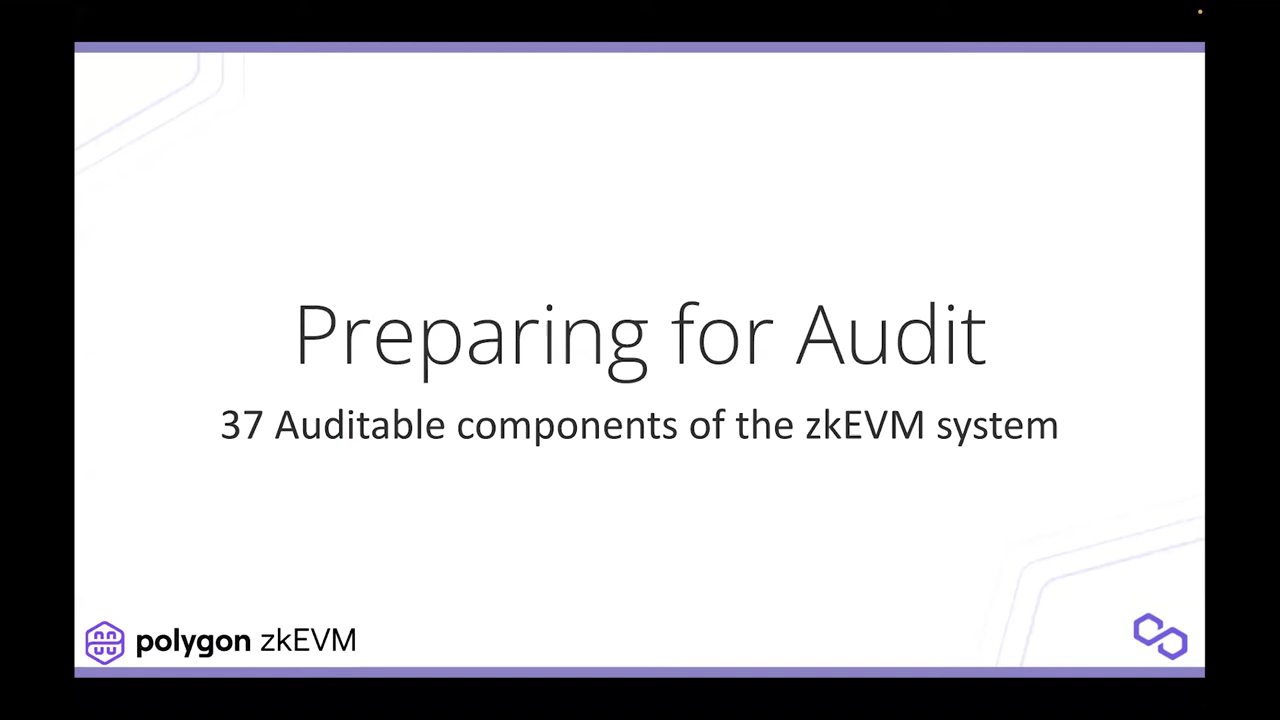 Preparing for Audit
37 Auditable components of the zkEVM system
polygon zkEVM